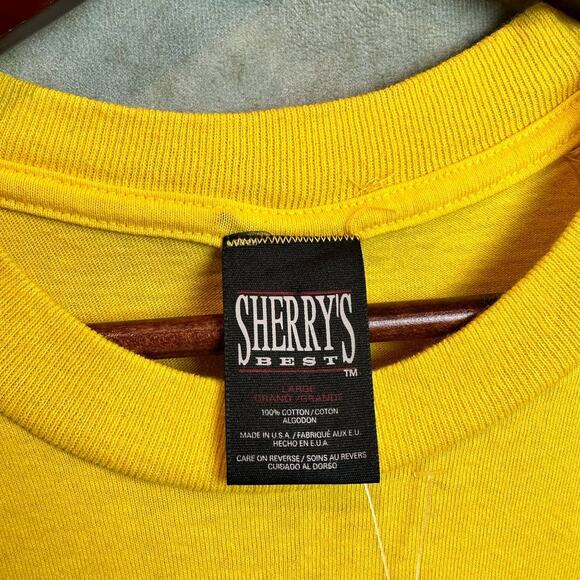 SHERRY'S
BEST
TM
LARGE
GRAND/GRANDE
100% COTTON/COTON
ALGODON
MADE IN U.S.A./FABRIQUÉ AUX E.U.
HECHO EN E.U.A.
CARE ON REVERSE/SOINS AU REVERS
CUIDADO AL DORSO